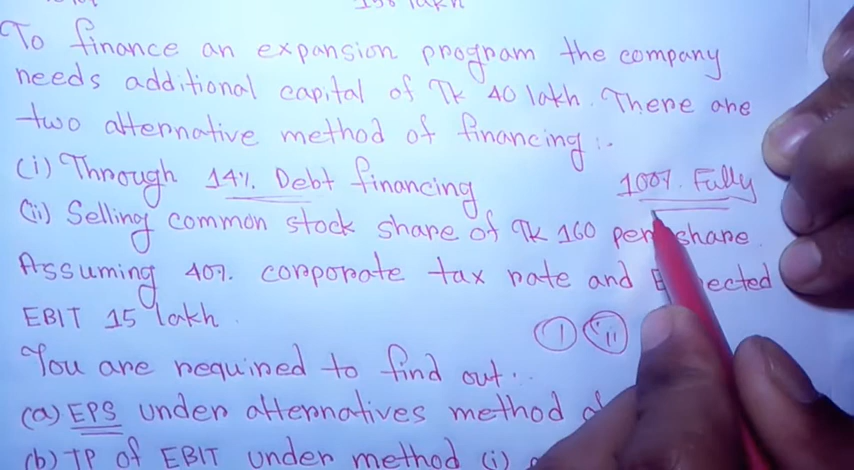 lakh
To finance an expansion program the company
needs additional capital of Tk 40 lakh. There are
two alternative method of financing :-
(i) Through 14% Debt financing 100% Fully
(ii) Selling common stock share of Tk 160 per share.
Assuming 40% corporate tax rate and E ected
EBIT 15 lakh.
I II
You are required to find out :-
(a) EPS under alternatives method of
(b) IP of EBIT under method (i)